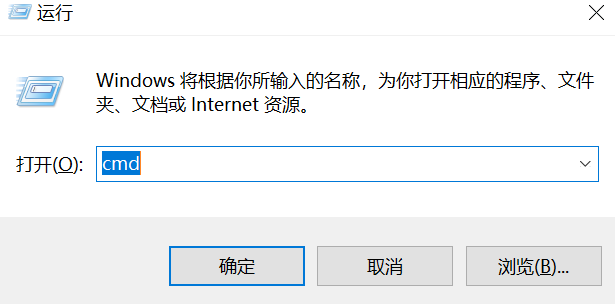 运行
Windows 将根据你所输入的名称，为你打开相应的程序、文件
夹、文档或 Internet 资源。
打开(O): cmd
确定 取消 浏览(B)...